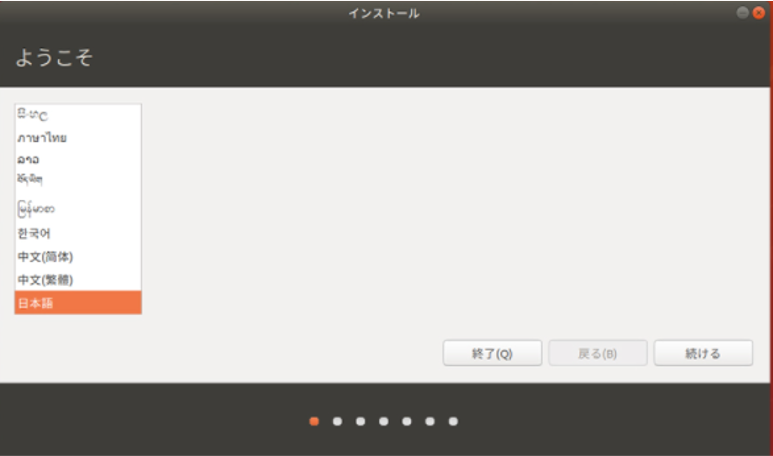 インストール
ようこそ
සිංහල
ภาษาไทย
ລາວ
བོད་ཡིག
မြန်မာစာ
한국어
中文(简体)
中文(繁體)
日本語
終了(Q)
戻る(B)
続ける